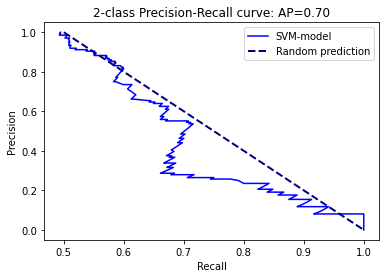 2-class Precision-Recall curve: AP=0.70
SVM-model
Random prediction
Precision
1.0
0.8
0.6
0.4
0.2
0.0
0.5
0.6
0.7
0.8
0.9
1.0
Recall